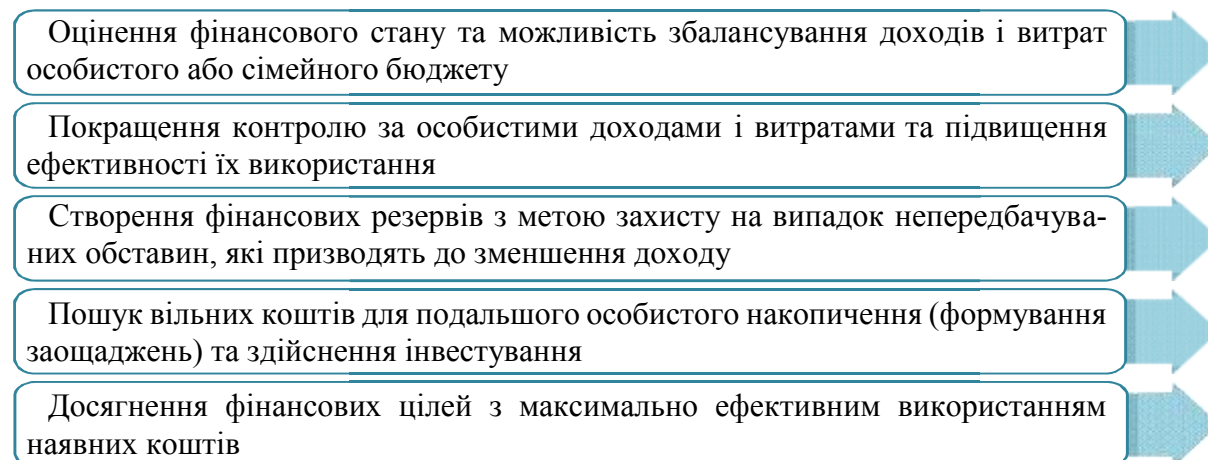 Оцінення фінансового стану та можливість збалансування доходів і витрат
особистого або сімейного бюджету
Покращення контролю за особистими доходами і витратами та підвищення
ефективності їх використання
Створення фінансових резервів з метою захисту на випадок непередбачува-
них обставин, які призводять до зменшення доходу
Пошук вільних коштів для подальшого особистого накопичення (формування
заощаджень) та здійснення інвестування
Досягнення фінансових цілей з максимально ефективним використанням
наявних коштів